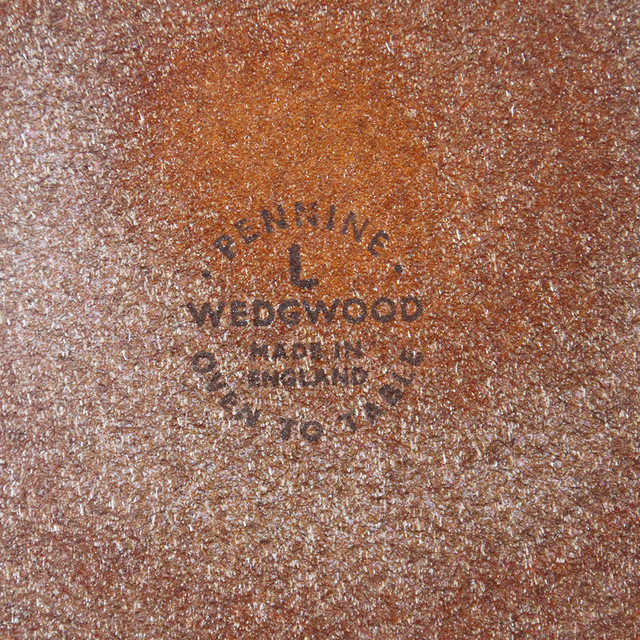 · PENNINE ·
L
WEDGWOOD
MADE IN
ENGLAND
OVEN TO TABLE